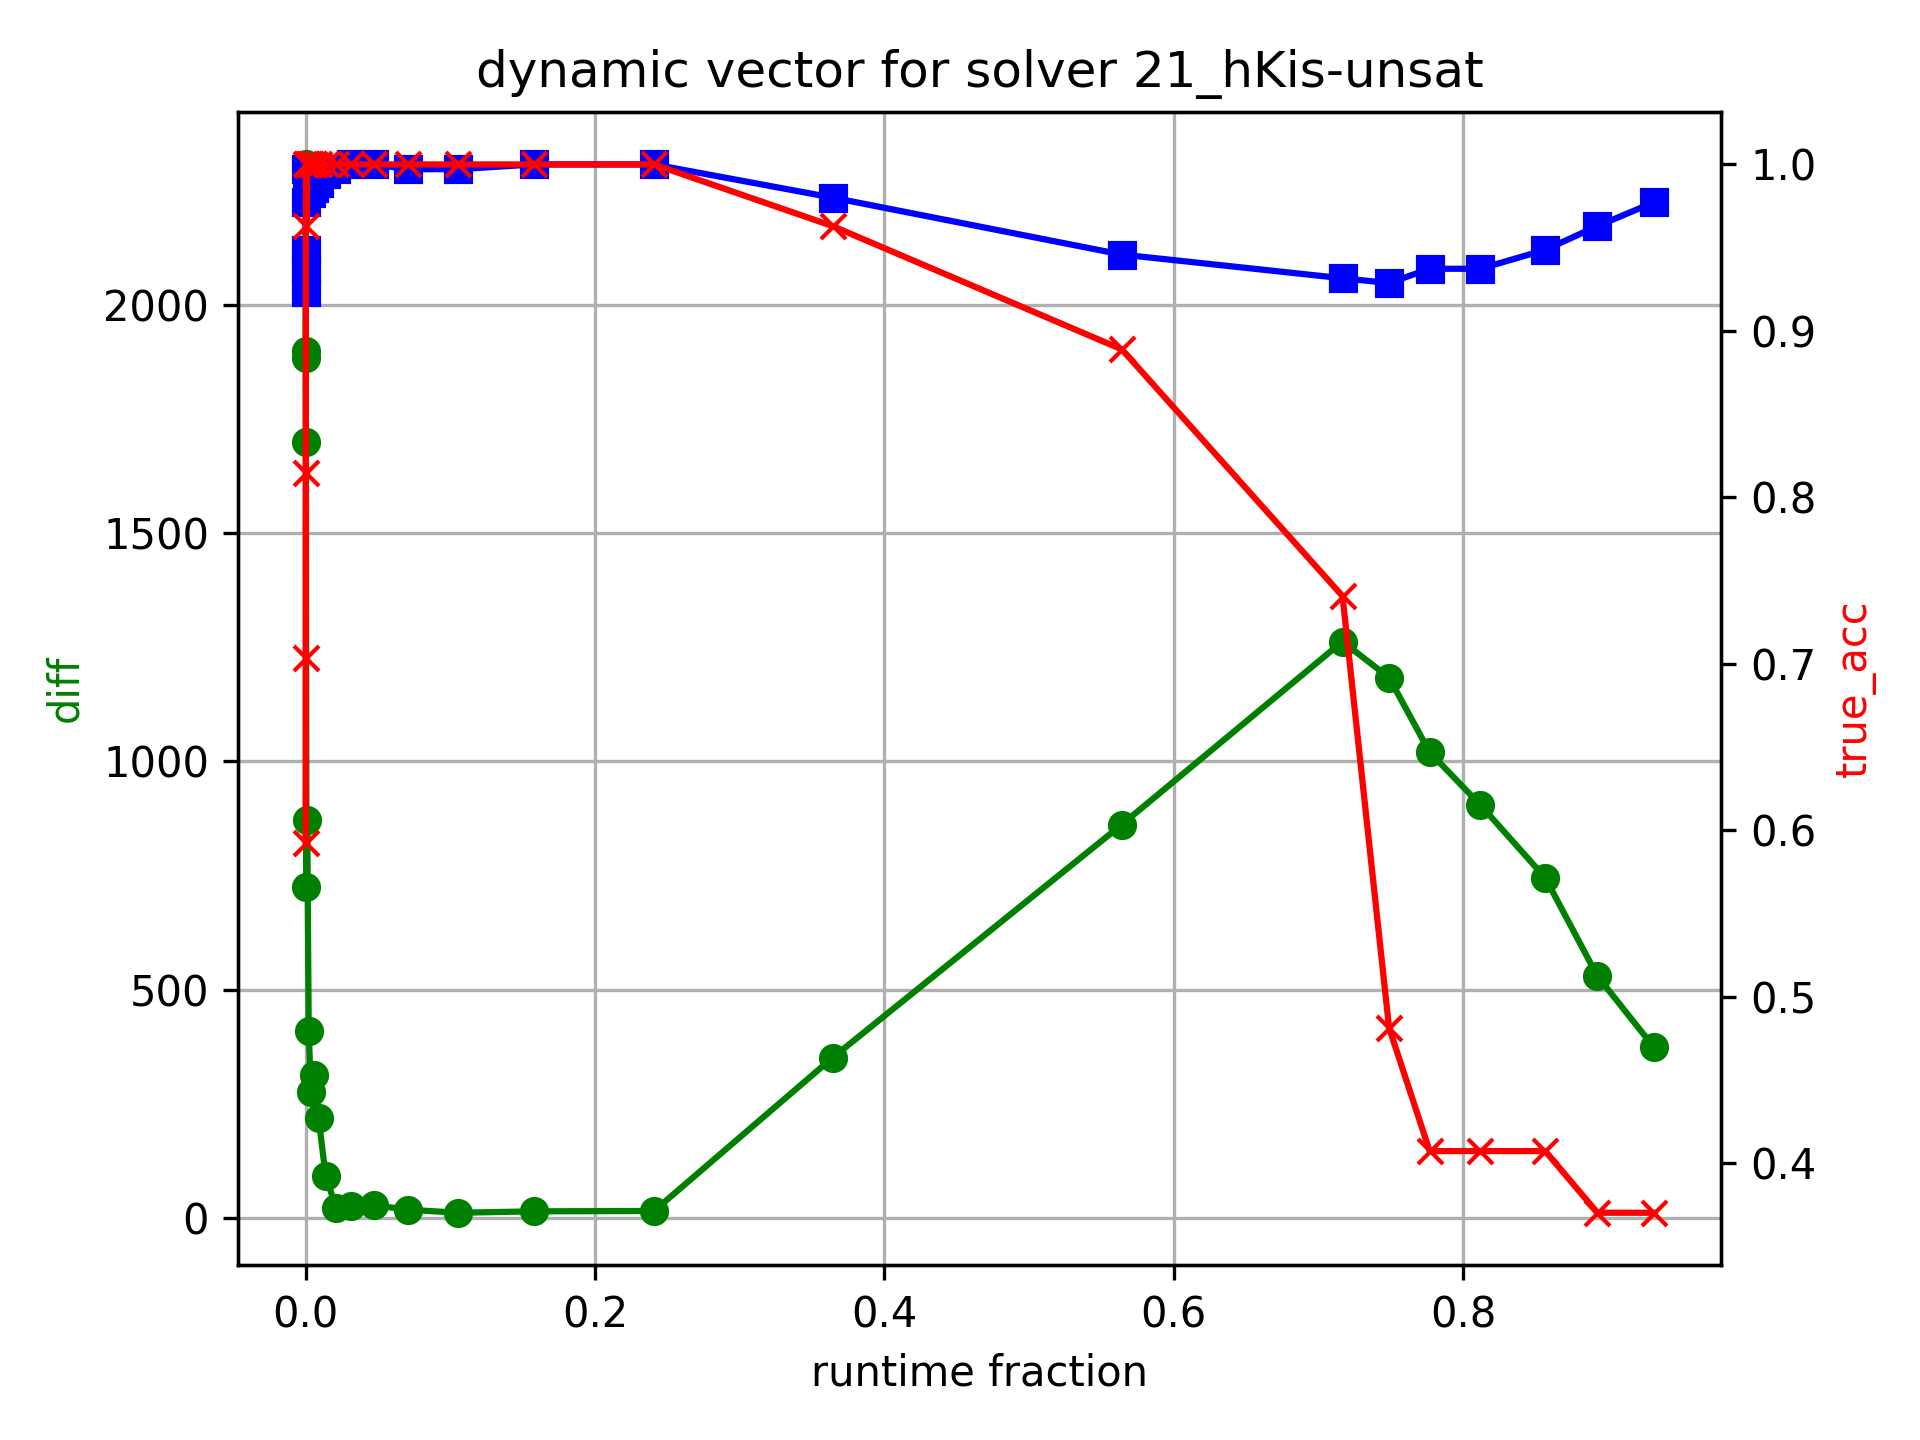 dynamic vector for solver 21_hKis-unsat
diff
2000
1500
1000
500
0
1.0
0.9
0.8
0.7
0.6
0.5
0.4
true_acc
0.0 0.2 0.4 0.6 0.8
runtime fraction